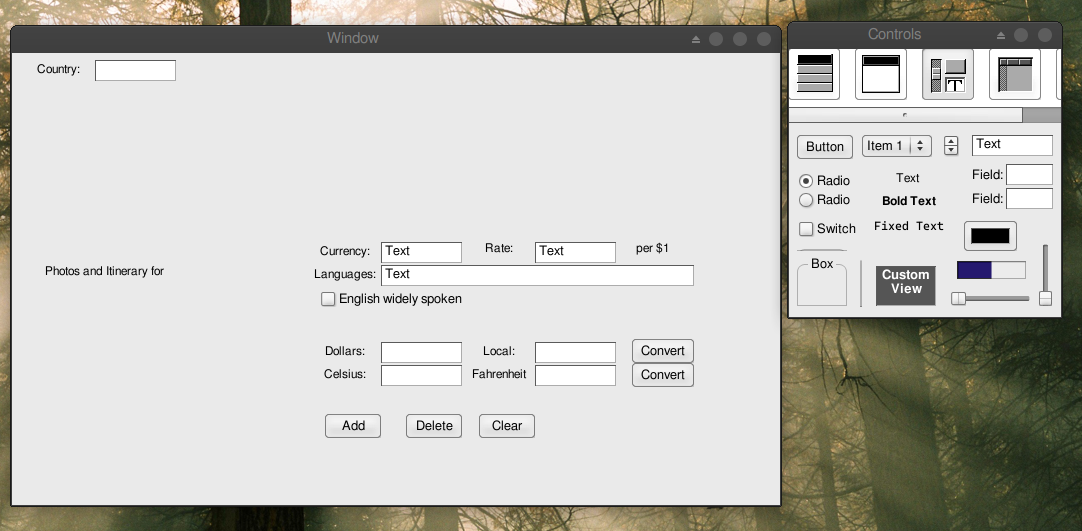 Window
Country:
Currency: Text Rate: Text per $1
Photos and Itinerary for
Languages: Text
English widely spoken
Dollars: Local: Convert
Celsius: Fahrenheit Convert
Add Delete Clear
Controls
T
Button Item 1 Text
Radio Text Field:
Radio Bold Text Field:
Switch Fixed Text
Box
Custom
View